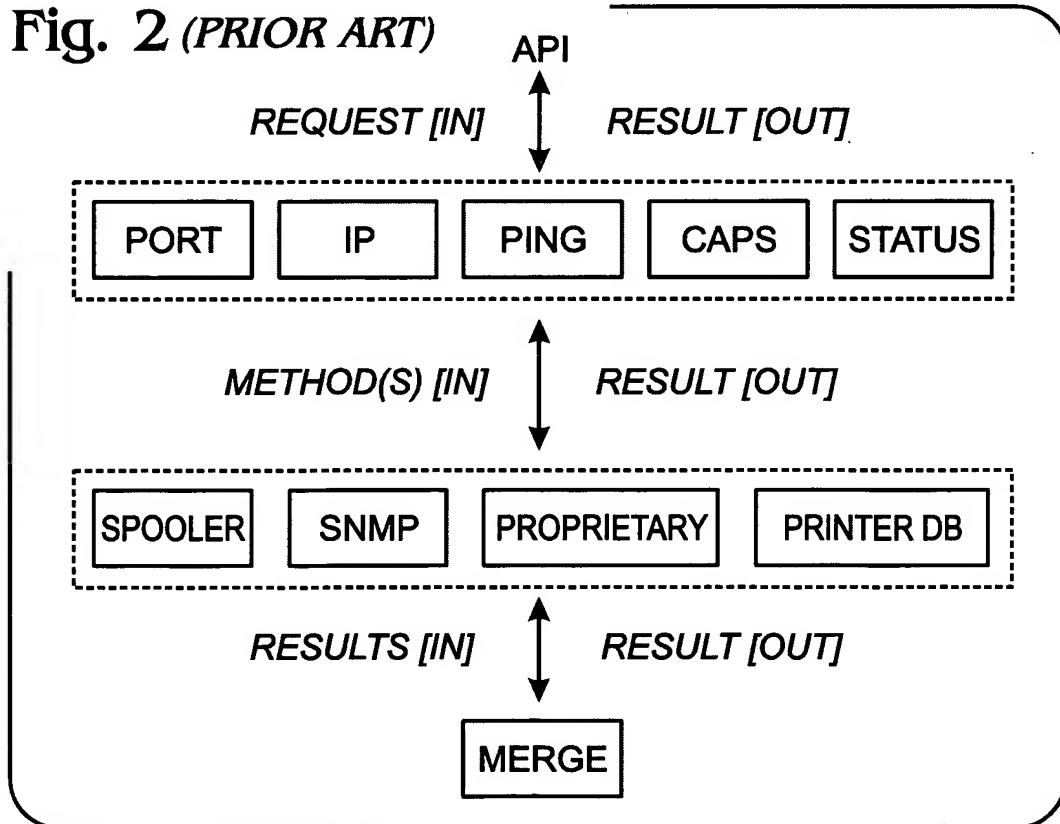 Fig. 2 (PRIOR ART)
API
REQUEST [IN] RESULT [OUT]
PORT IP PING CAPS STATUS
METHOD(S) [IN] RESULT [OUT]
SPOOLER SNMP PROPRIETARY PRINTER DB
RESULTS [IN] RESULT [OUT]
MERGE